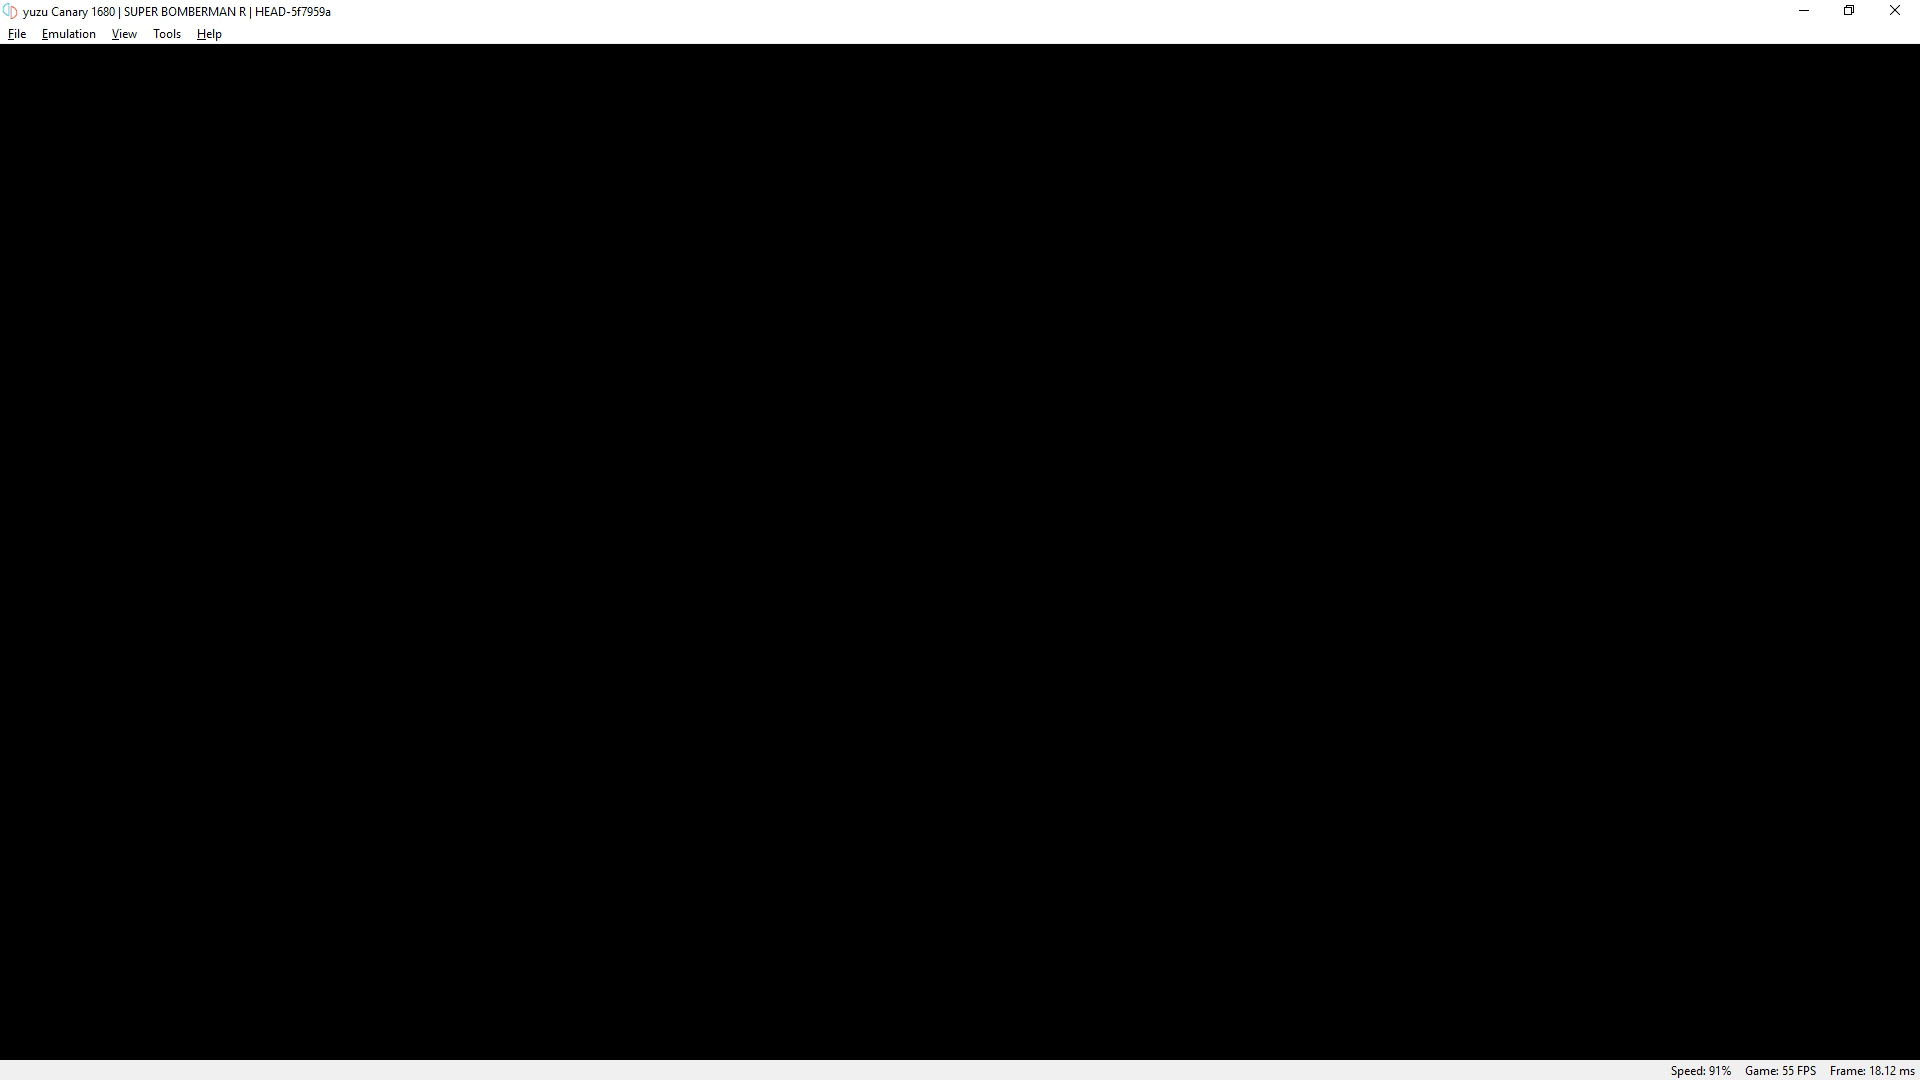 yuzu Canary 1680 | SUPER BOMBERMAN R | HEAD-5f7959a
File Emulation View Tools Help
Speed: 91% Game: 55 FPS Frame: 18.12 ms